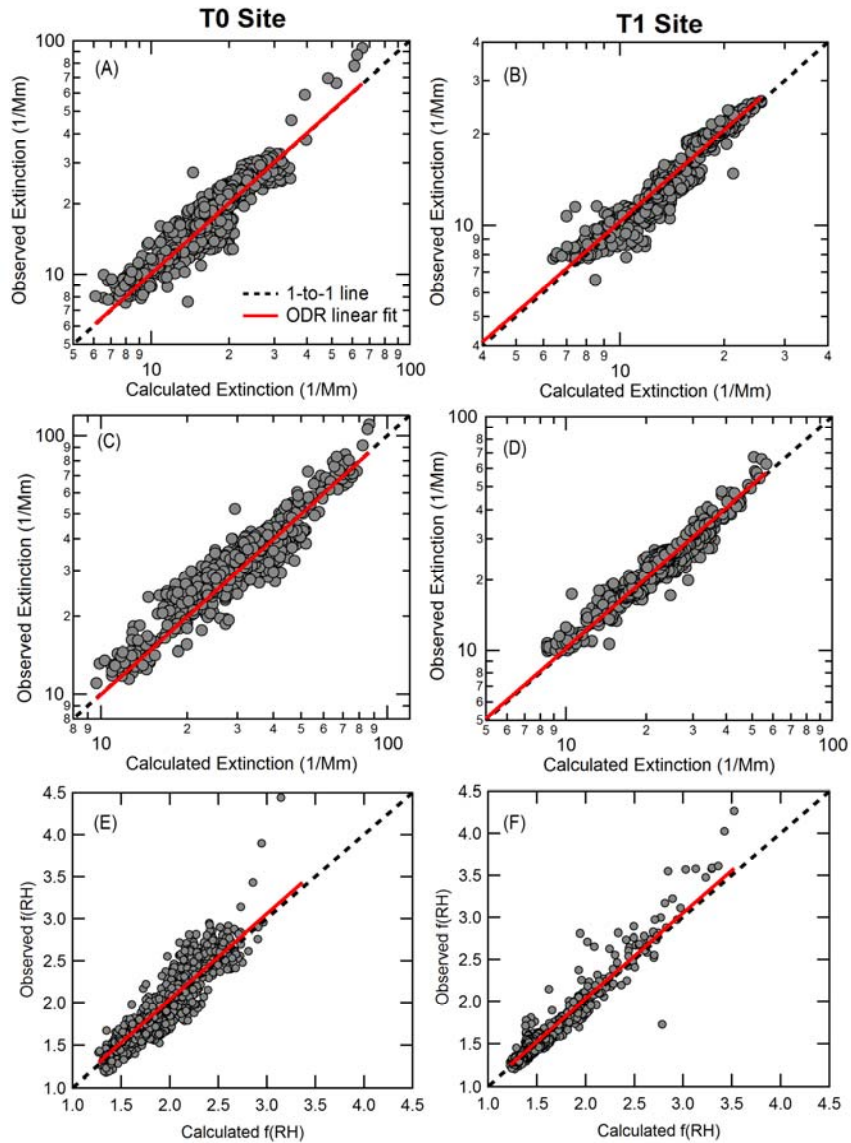 T0 Site
T1 Site
100
9
8
7
6
5
4
3
2
10
9
8
7
6
5
(A)
Observed Extinction (1/Mm)
1-to-1 line
ODR linear fit
5 6 7 8 9 10 2 3 4 5 6 7 8 9 100
Calculated Extinction (1/Mm)
4
3
2
10
9
8
7
6
5
4
(B)
Observed Extinction (1/Mm)
4 5 6 7 8 9 10 2 3 4
Calculated Extinction (1/Mm)
100
9
8
7
6
5
4
3
2
10
9
8
(C)
Observed Extinction (1/Mm)
8 9 10 2 3 4 5 6 7 8 9 100
Calculated Extinction (1/Mm)
100
9
8
7
6
5
4
3
2
10
9
8
7
6
5
(D)
Observed Extinction (1/Mm)
5 6 7 8 9 10 2 3 4 5 6 7 8 9 100
Calculated Extinction (1/Mm)
4.5
4.0
3.5
3.0
2.5
2.0
1.5
1.0
(E)
Observed f(RH)
1.0 1.5 2.0 2.5 3.0 3.5 4.0 4.5
Calculated f(RH)
4.5
4.0
3.5
3.0
2.5
2.0
1.5
1.0
(F)
Observed f(RH)
1.0 1.5 2.0 2.5 3.0 3.5 4.0 4.5
Calculated f(RH)